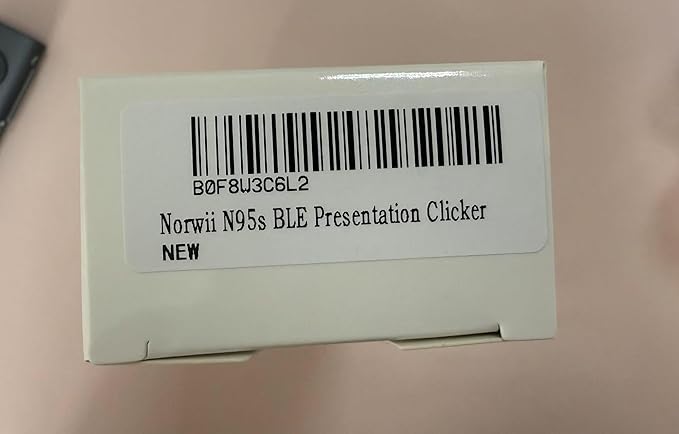 B0F8W3C6L2
Norwii N95s BLE Presentation Clicker
NEW